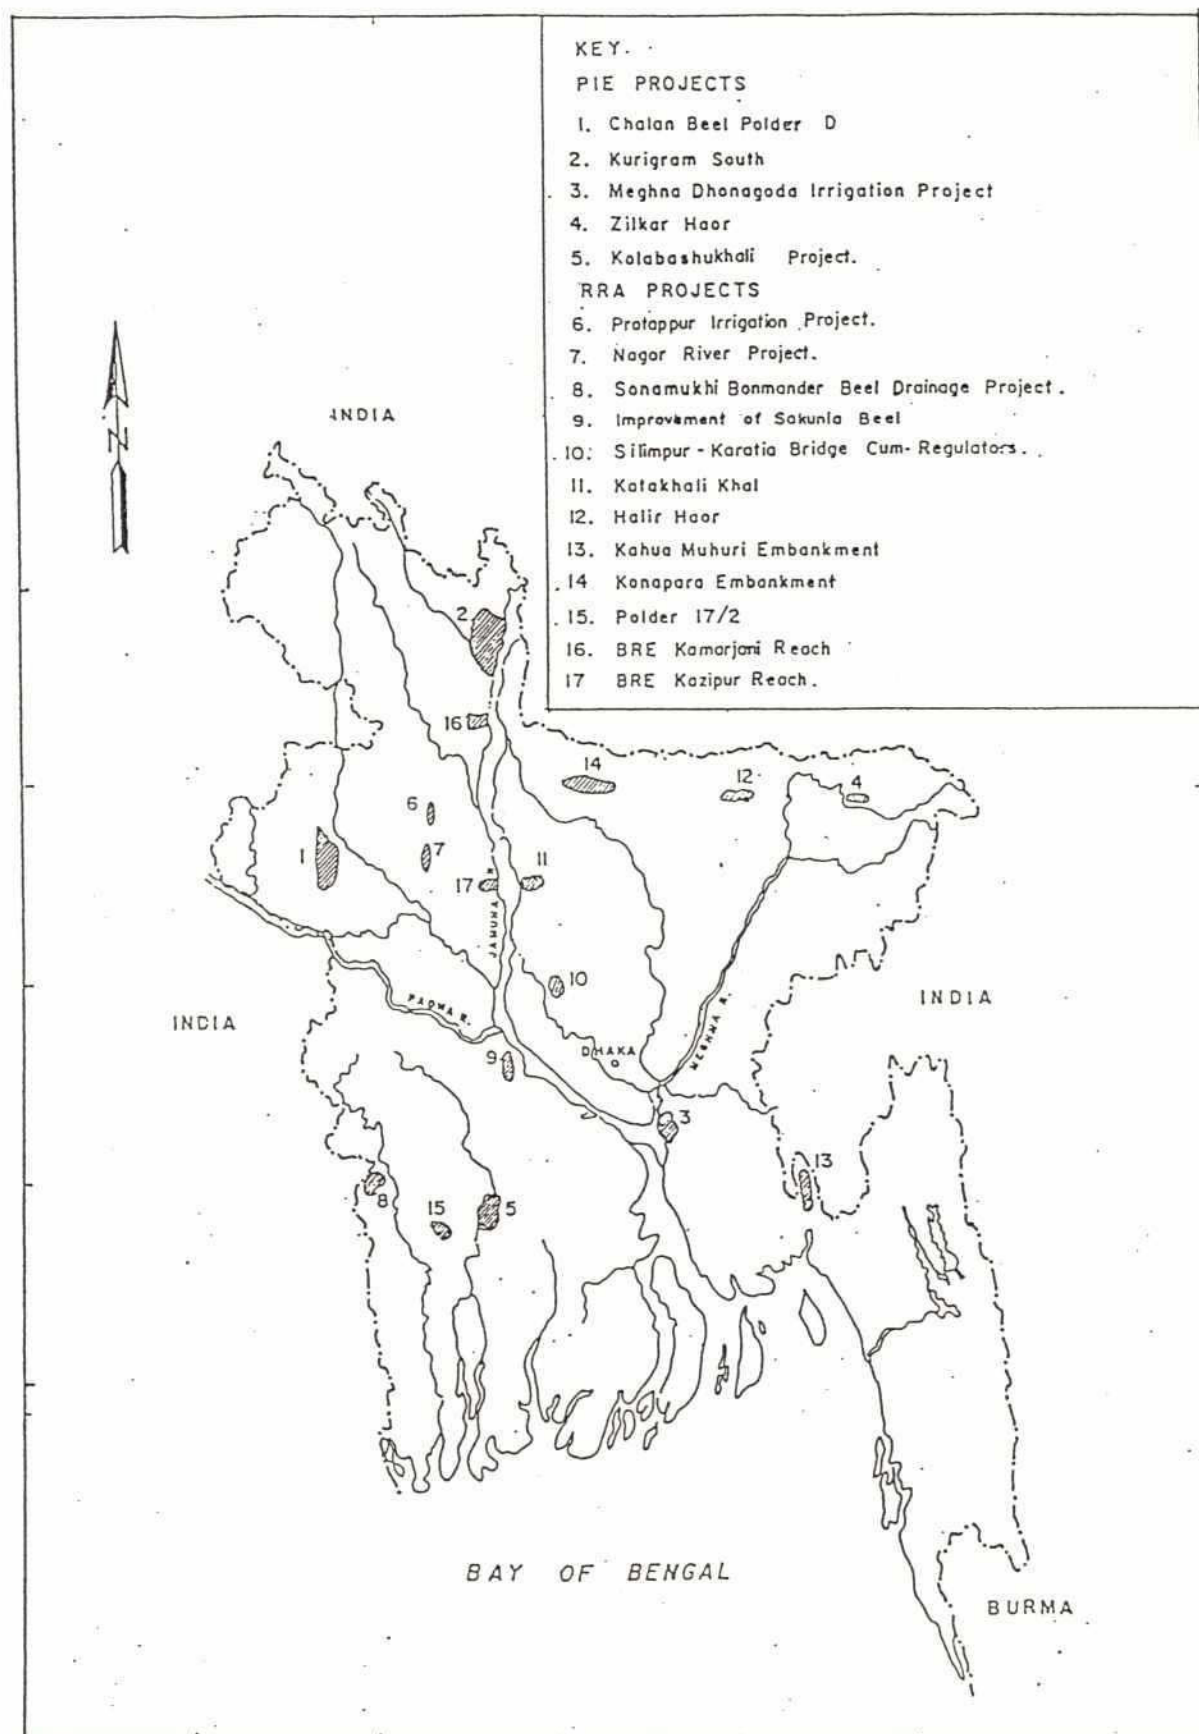 KEY.
PIE PROJECTS
1. Chalan Beel Polder D
2. Kurigram South
3. Meghna Dhonagoda Irrigation Project
4. Zilkar Haor
5. Kolabashukhali Project.
RRA PROJECTS
6. Protappur Irrigation Project.
7. Nagor River Project.
8. Sonamukhi Bonmander Beel Drainage Project.
9. Improvement of Sakunia Beel
10. Silimpur - Karatia Bridge Cum-Regulators.
11. Katakhali Khal
12. Halir Haor
13. Kahua Muhuri Embankment
14 Konapara Embankment
15. Polder 17/2
16. BRE Kamarjani Reach
17 BRE Kazipur Reach.
N
INDIA
2
16
14
12
4
6
1
7
17
11
JAMUNA R
10
PADMA R.
INDIA
INDIA
MEGHNA R.
DHAKA
9
3
13
8
15
5
BAY OF BENGAL
BURMA